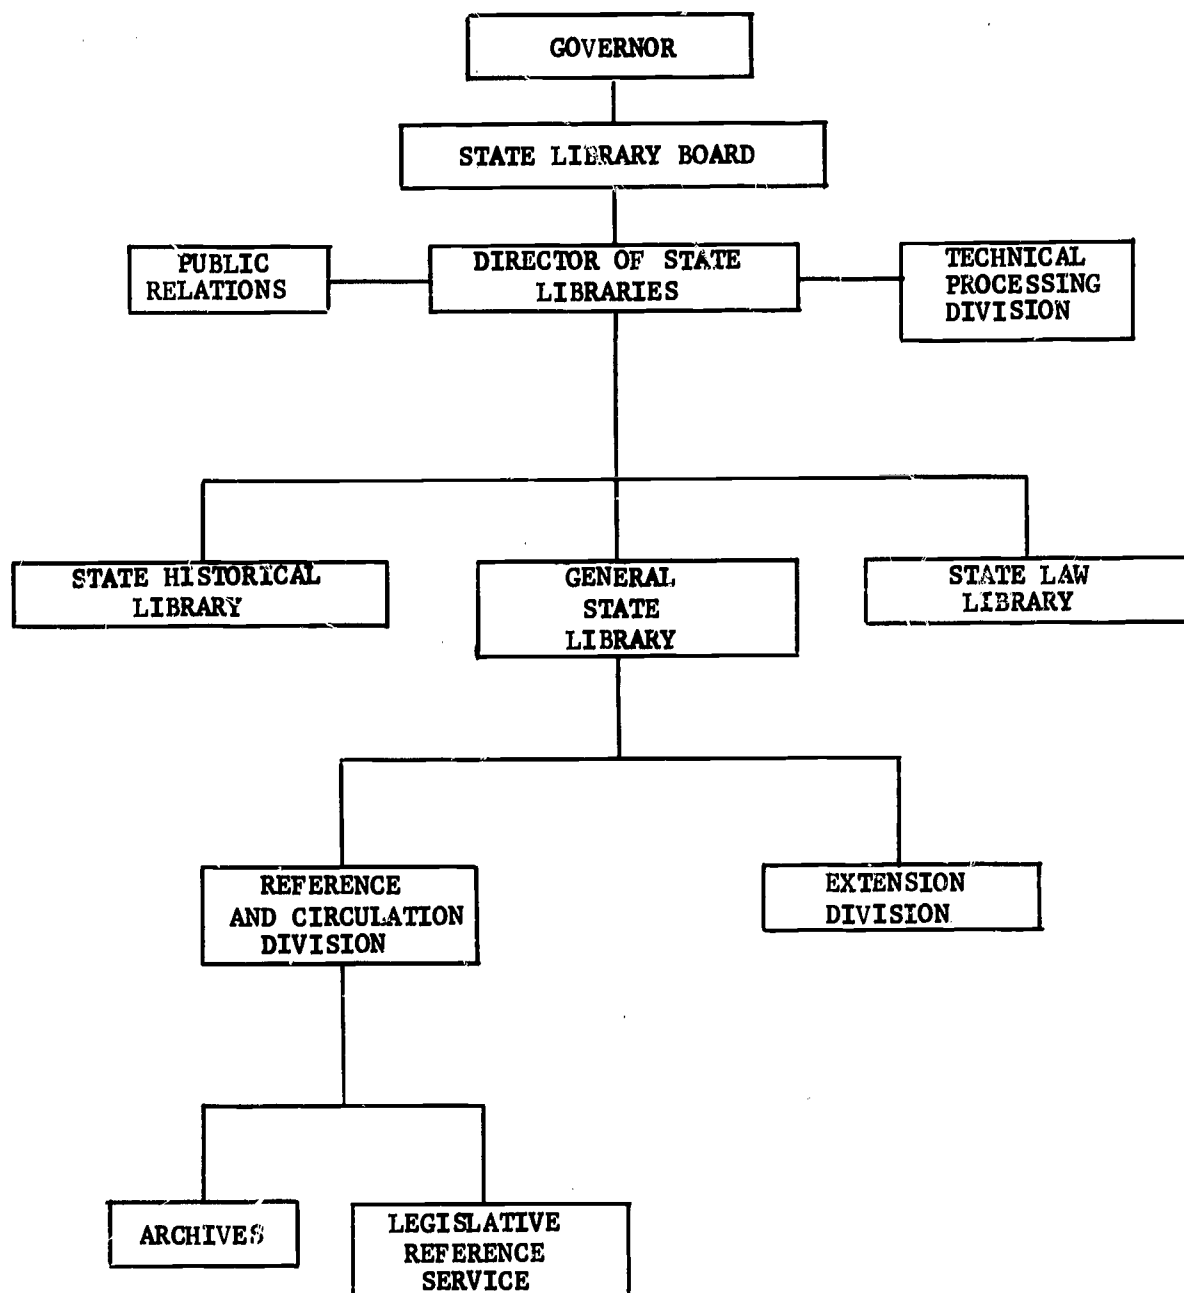 GOVERNOR
STATE LIBRARY BOARD
PUBLIC
RELATIONS
DIRECTOR OF STATE
LIBRARIES
TECHNICAL
PROCESSING
DIVISION
STATE HISTORICAL
LIBRARY
GENERAL
STATE
LIBRARY
STATE LAW
LIBRARY
REFERENCE
AND CIRCULATION
DIVISION
EXTENSION
DIVISION
ARCHIVES
LEGISLATIVE
REFERENCE
SERVICE